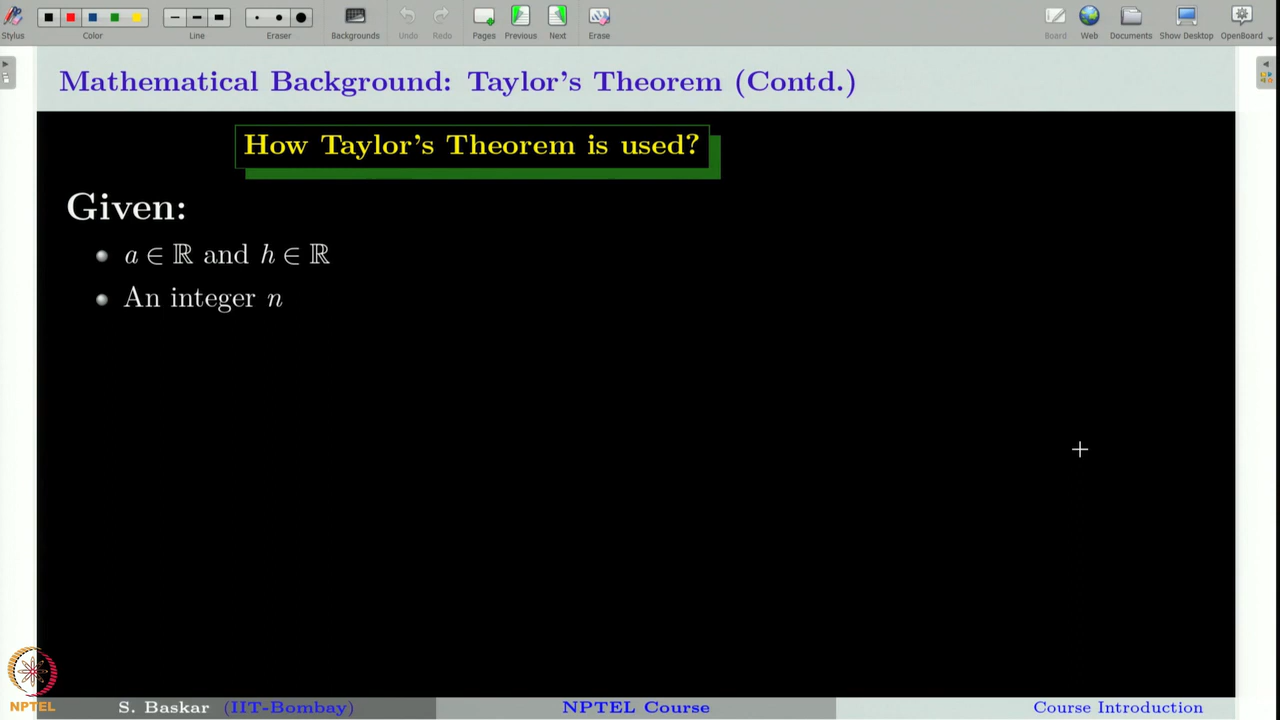 Stylus
Color
Line
Eraser
Backgrounds
Undo
Redo
Pages
Previous
Next
Erase
Board
Web
Documents
Show Desktop
OpenBoard
Mathematical Background: Taylor's Theorem (Contd.)
How Taylor's Theorem is used?
Given:
a ∈ ℝ and h ∈ ℝ
An integer n
NPTEL
S. Baskar (IIT-Bombay)
NPTEL Course
Course Introduction